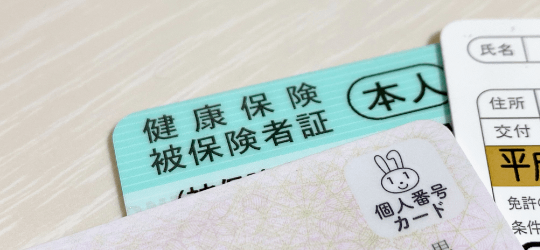 健康保険
被保険者証
本人
個人番号
カード
氏名
住所
交付
平
免許の
条件